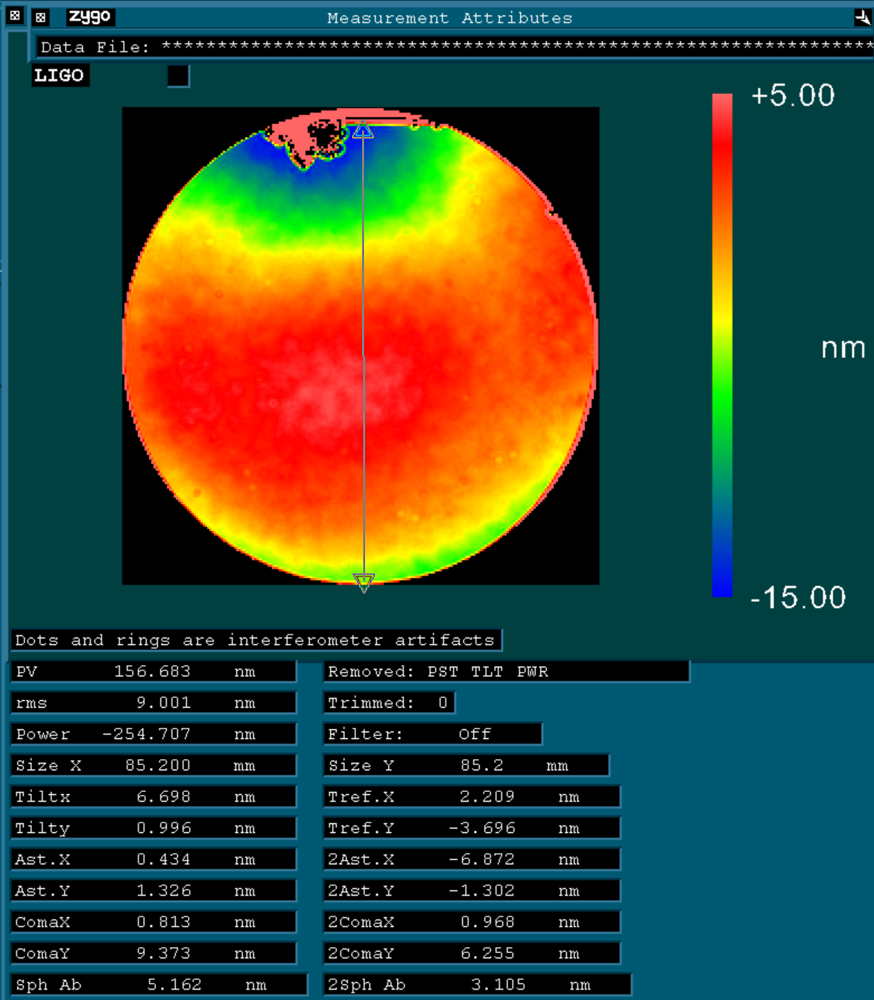 zygo Measurement Attributes
Data File: ****************************************************************
LIGO
+5.00
nm
-15.00
Dots and rings are interferometer artifacts
PV 156.683 nm Removed: PST TLT PWR
rms 9.001 nm Trimmed: 0
Power -254.707 nm Filter: Off
Size X 85.200 mm Size Y 85.2 mm
Tiltx 6.698 nm Tref.X 2.209 nm
Tilty 0.996 nm Tref.Y -3.696 nm
Ast.X 0.434 nm 2Ast.X -6.872 nm
Ast.Y 1.326 nm 2Ast.Y -1.302 nm
ComaX 0.813 nm 2ComaX 0.968 nm
ComaY 9.373 nm 2ComaY 6.255 nm
Sph Ab 5.162 nm 2Sph Ab 3.105 nm